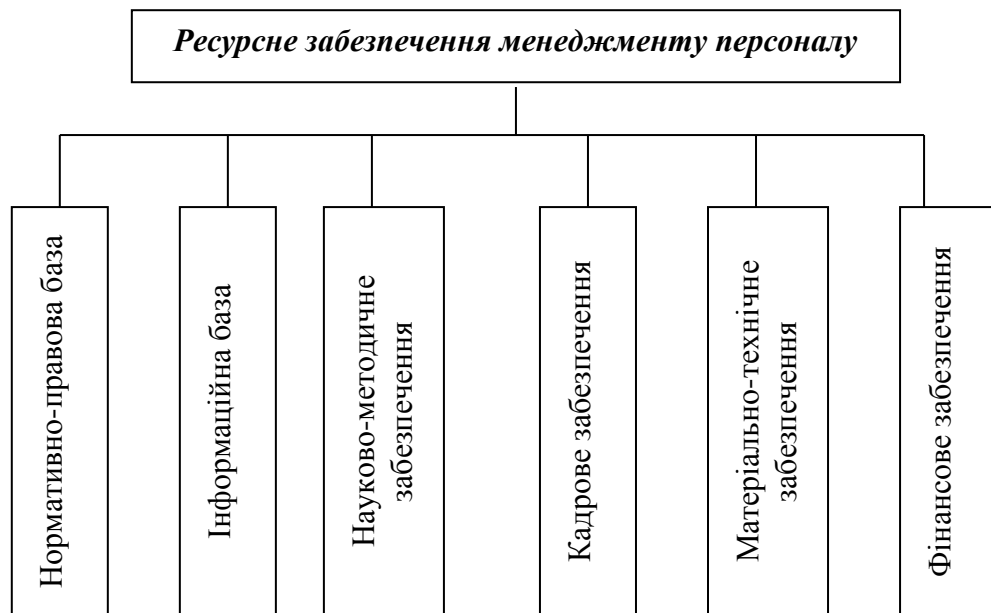 Ресурсне забезпечення менеджменту персоналу
Нормативно-правова база
Інформаційна база
Науково-методичне
забезпечення
Кадрове забезпечення
Матеріально-технічне
забезпечення
Фінансове забезпечення